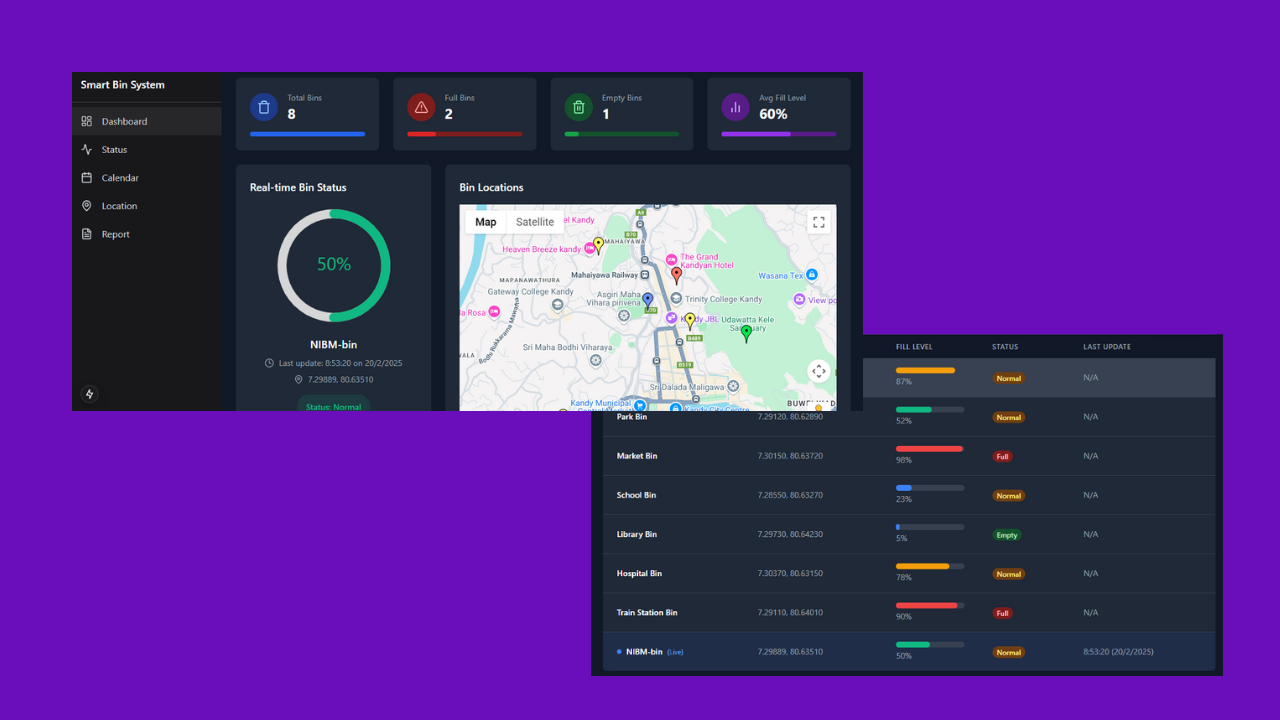 Smart Bin System
Dashboard
Status
Calendar
Location
Report
Total Bins
8
Full Bins
2
Empty Bins
1
Avg Fill Level
60%
Real-time Bin Status
50%
NIBM-bin
Last update: 8:53:20 on 20/2/2025
7.29889, 80.63510
Status: Normal
Bin Locations
Map
Satellite
el Kandy
Heaven Breeze kandy
MAHAIYAWA
The Grand
Kandyan Hotel
Wasana Tex
MAPANAWATHURA
Mahaiyawa Railway
Gateway College Kandy
Asgiri Maha
Vihara pirivena
Trinity College Kandy
View po
la Rosa
Bods Rukkarama Mawatha
JBL
Udawatta Kele
Sri Maha Bodhi Viharaya
WALA
Sri Dalada Maligawa
Kandy Municipal
Kandy City Centre
FILL LEVEL
STATUS
LAST UPDATE
87%
Normal
N/A
Park Bin
7.29120, 80.62890
52%
Normal
N/A
Market Bin
7.30150, 80.63720
98%
Full
N/A
School Bin
7.28550, 80.63270
23%
Normal
N/A
Library Bin
7.29730, 80.64230
5%
Empty
N/A
Hospital Bin
7.30370, 80.63150
78%
Normal
N/A
Train Station Bin
7.29110, 80.64010
90%
Full
N/A
NIBM-bin (Live)
7.29889, 80.63510
50%
Normal
8:53:20 (20/2/2025)